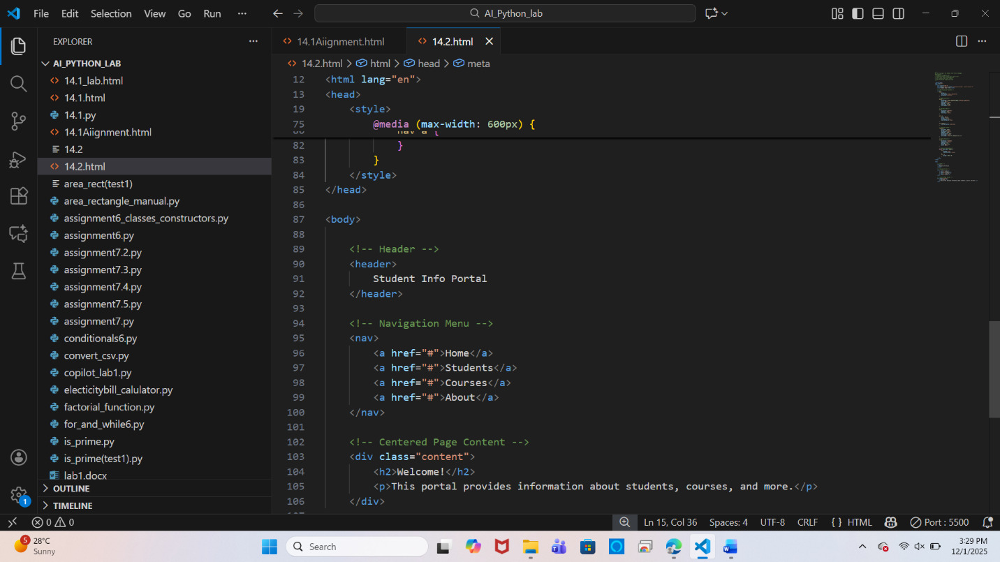 File Edit Selection View Go Run ··· AI_Python_lab
EXPLORER ···
AI_PYTHON_LAB
14.1_lab.html
14.1.html
14.1.py
14.1Aiignment.html
14.2
14.2.html
area_rect(test1)
area_rectangle_manual.py
assignment6_classes_constructors.py
assignment6.py
assignment7.2.py
assignment7.3.py
assignment7.4.py
assignment7.5.py
assignment7.py
conditionals6.py
convert_csv.py
copilot_lab1.py
electicitybill_calulator.py
factorial_function.py
for_and_while6.py
is_prime.py
is_prime(test1).py
lab1.docx
OUTLINE
TIMELINE
1
14.1Aiignment.html 14.2.html
14.2.html > html > head > meta
12 <html lang="en">
13 <head>
19 <style>
75 @media (max-width: 600px) {
nav a {
82 }
83 }
84 </style>
85 </head>
86
87 <body>
88
89 <!-- Header -->
90 <header>
91 Student Info Portal
92 </header>
93
94 <!-- Navigation Menu -->
95 <nav>
96 <a href="#">Home</a>
97 <a href="#">Students</a>
98 <a href="#">Courses</a>
99 <a href="#">About</a>
100 </nav>
101
102 <!-- Centered Page Content -->
103 <div class="content">
104 <h2>Welcome!</h2>
105 <p>This portal provides information about students, courses, and more.</p>
106 </div>
0 0 Ln 15, Col 36 Spaces: 4 UTF-8 CRLF { } HTML Port : 5500
5 28°C
Sunny
Search
3:29 PM
12/1/2025